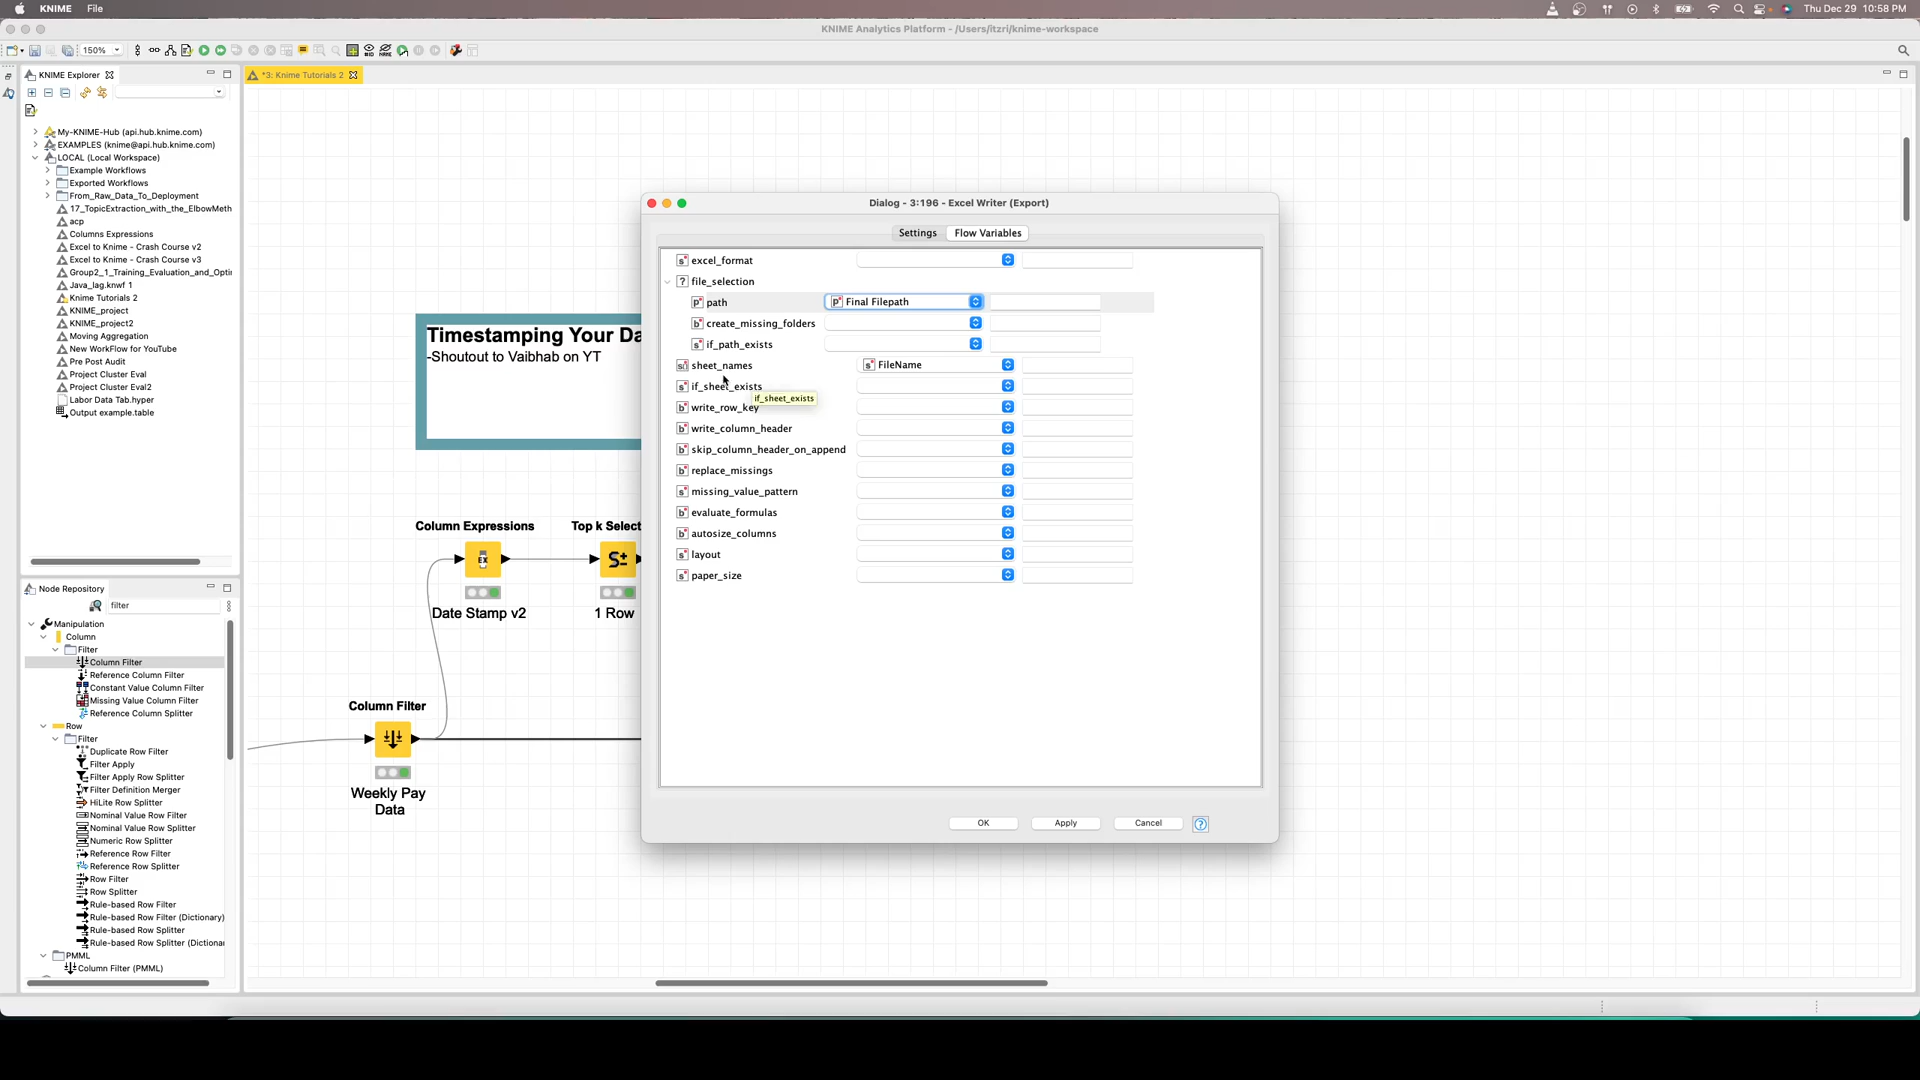 KNIME File
Thu Dec 29 10:58 PM
KNIME Analytics Platform - /Users/itzri/knime-workspace
150%
KNIME Explorer
*3: Knime Tutorials 2
My-KNIME-Hub (api.hub.knime.com)
EXAMPLES (knime@api.hub.knime.com)
LOCAL (Local Workspace)
Example Workflows
Exported Workflows
From_Raw_Data_To_Deployment
17_TopicExtraction_with_the_ElbowMeth
acp
Columns Expressions
Excel to Knime - Crash Course v2
Excel to Knime - Crash Course v3
Group2_1_Training_Evaluation_and_Opti
Java_lag.knwf 1
Knime Tutorials 2
KNIME_project
KNIME_project2
Moving Aggregation
New WorkFlow for YouTube
Pre Post Audit
Project Cluster Eval
Project Cluster Eval2
Labor Data Tab.hyper
Output example.table
Node Repository
filter
Manipulation
Column
Filter
Column Filter
Reference Column Filter
Constant Value Column Filter
Missing Value Column Filter
Reference Column Splitter
Row
Filter
Duplicate Row Filter
Filter Apply
Filter Apply Row Splitter
Filter Definition Merger
HiLite Row Splitter
Nominal Value Row Filter
Nominal Value Row Splitter
Numeric Row Splitter
Reference Row Filter
Reference Row Splitter
Row Filter
Row Splitter
Rule-based Row Filter
Rule-based Row Filter (Dictionary)
Rule-based Row Splitter
Rule-based Row Splitter (Dictionar
PMML
Column Filter (PMML)
Timestamping Your Da
-Shoutout to Vaibhab on YT
Column Expressions
Top k Select
EX
Date Stamp v2
1 Row
Column Filter
Weekly Pay
Data
Dialog - 3:196 - Excel Writer (Export)
Settings
Flow Variables
s excel_format
? file_selection
p path
p Final Filepath
b create_missing_folders
s if_path_exists
sheet_names
s FileName
s if_sheet_exists
if_sheet_exists
b write_row_key
b write_column_header
b skip_column_header_on_append
b replace_missings
s missing_value_pattern
b evaluate_formulas
b autosize_columns
s layout
s paper_size
OK
Apply
Cancel
?